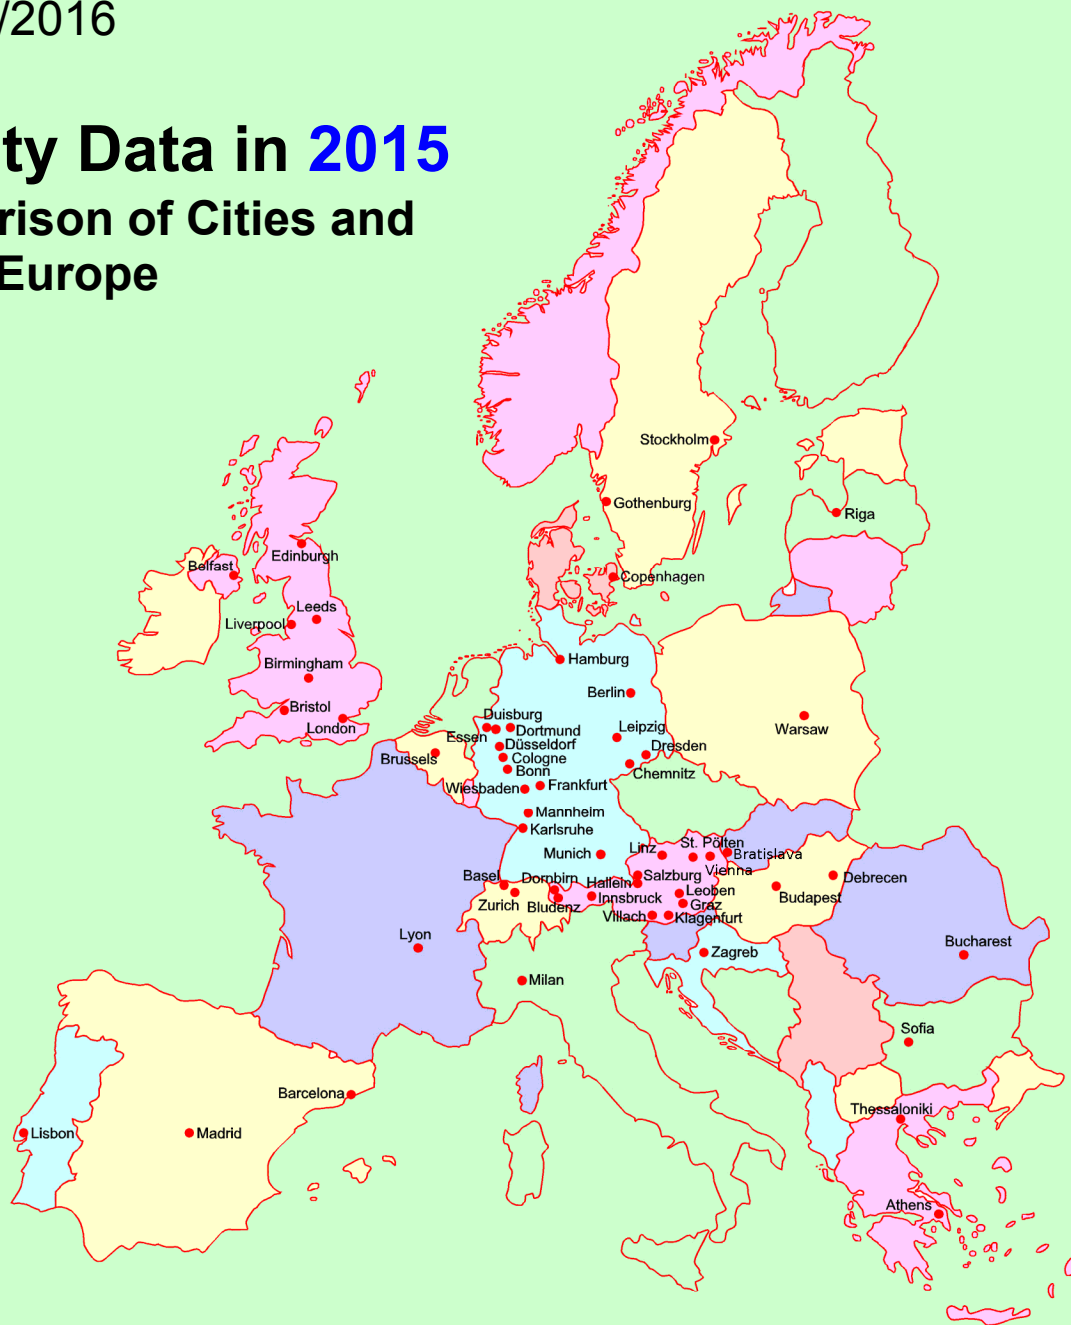 /2016
ty Data in 2015
rison of Cities and
Europe
Stockholm
Gothenburg
Riga
Edinburgh
Belfast
Copenhagen
Leeds
Liverpool
Hamburg
Birmingham
Berlin
Bristol
London
Duisburg
Essen
Dortmund
Leipzig
Warsaw
Düsseldorf
Dresden
Brussels
Cologne
Bonn
Chemnitz
Wiesbaden
Frankfurt
Mannheim
Karlsruhe
Munich
Linz
St. Pölten
Bratislava
Vienna
Basel
Dornbirn
Hallein
Salzburg
Debrecen
Zurich
Bludenz
Innsbruck
Leoben
Budapest
Graz
Villach
Klagenfurt
Lyon
Bucharest
Zagreb
Milan
Sofia
Barcelona
Thessaloniki
Lisbon
Madrid
Athens